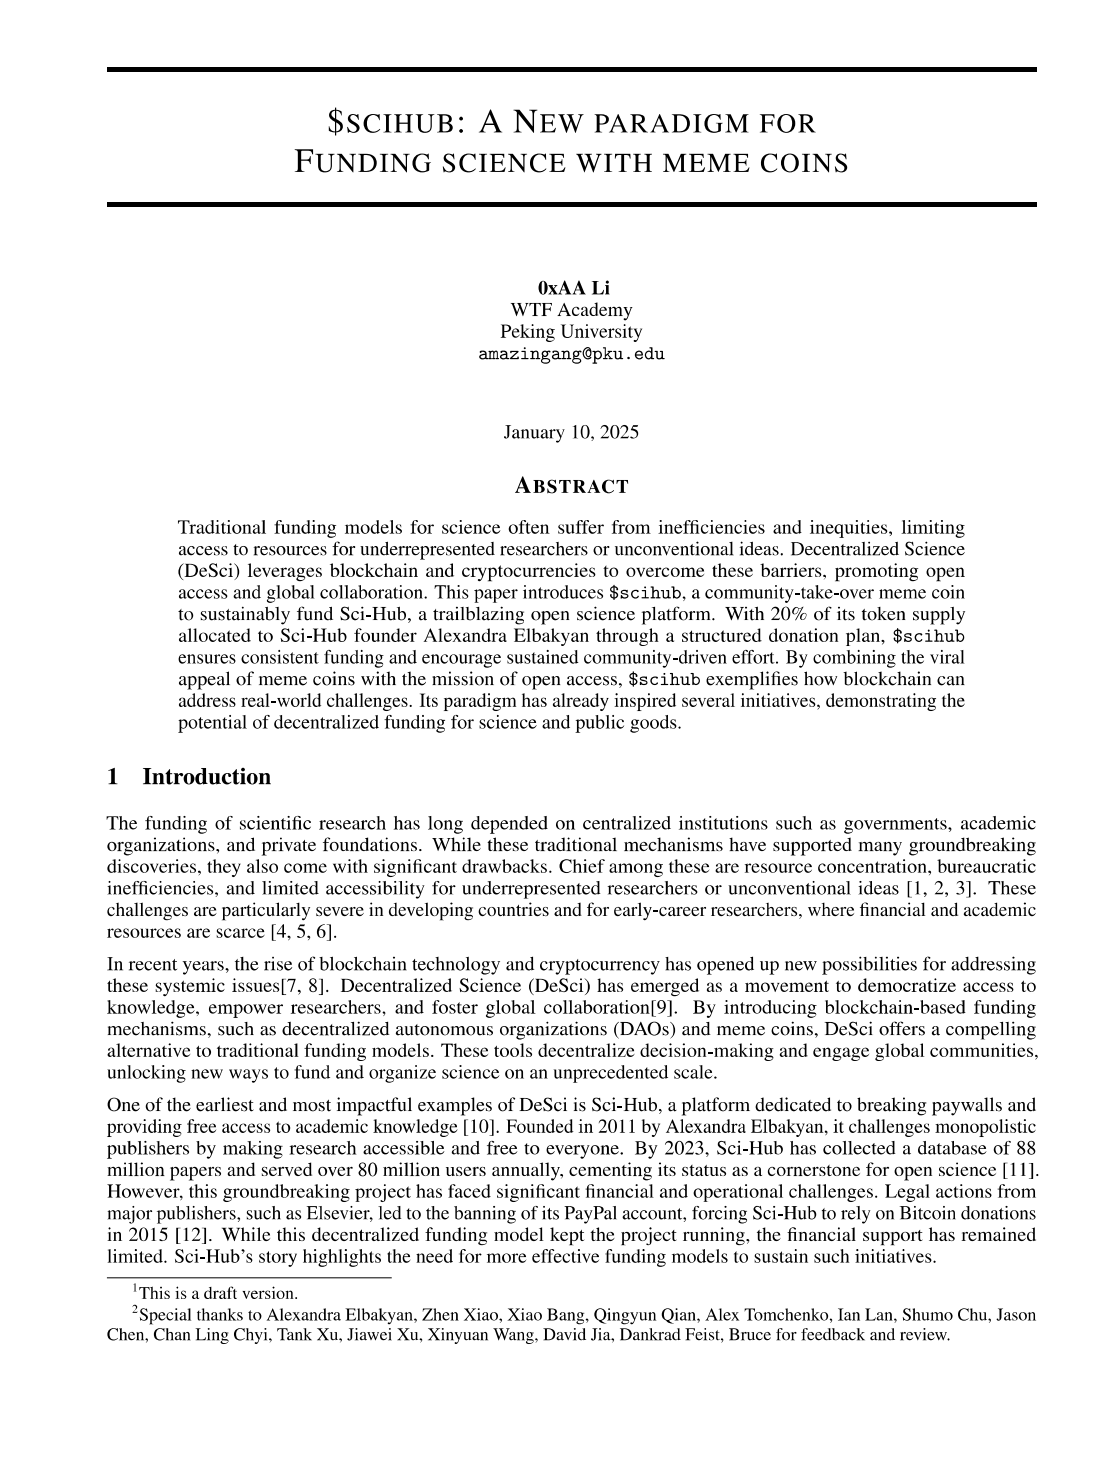 $SCIHUB: A NEW PARADIGM FOR
FUNDING SCIENCE WITH MEME COINS
0xAA Li
WTF Academy
Peking University
amazingang@pku.edu
January 10, 2025
ABSTRACT
Traditional funding models for science often suffer from inefficiencies and inequities, limiting
access to resources for underrepresented researchers or unconventional ideas. Decentralized Science
(DeSci) leverages blockchain and cryptocurrencies to overcome these barriers, promoting open
access and global collaboration. This paper introduces $scihub, a community-take-over meme coin
to sustainably fund Sci-Hub, a trailblazing open science platform. With 20% of its token supply
allocated to Sci-Hub founder Alexandra Elbakyan through a structured donation plan, $scihub
ensures consistent funding and encourage sustained community-driven effort. By combining the viral
appeal of meme coins with the mission of open access, $scihub exemplifies how blockchain can
address real-world challenges. Its paradigm has already inspired several initiatives, demonstrating the
potential of decentralized funding for science and public goods.
1 Introduction
The funding of scientific research has long depended on centralized institutions such as governments, academic
organizations, and private foundations. While these traditional mechanisms have supported many groundbreaking
discoveries, they also come with significant drawbacks. Chief among these are resource concentration, bureaucratic
inefficiencies, and limited accessibility for underrepresented researchers or unconventional ideas [1, 2, 3]. These
challenges are particularly severe in developing countries and for early-career researchers, where financial and academic
resources are scarce [4, 5, 6].
In recent years, the rise of blockchain technology and cryptocurrency has opened up new possibilities for addressing
these systemic issues[7, 8]. Decentralized Science (DeSci) has emerged as a movement to democratize access to
knowledge, empower researchers, and foster global collaboration[9]. By introducing blockchain-based funding
mechanisms, such as decentralized autonomous organizations (DAOs) and meme coins, DeSci offers a compelling
alternative to traditional funding models. These tools decentralize decision-making and engage global communities,
unlocking new ways to fund and organize science on an unprecedented scale.
One of the earliest and most impactful examples of DeSci is Sci-Hub, a platform dedicated to breaking paywalls and
providing free access to academic knowledge [10]. Founded in 2011 by Alexandra Elbakyan, it challenges monopolistic
publishers by making research accessible and free to everyone. By 2023, Sci-Hub has collected a database of 88
million papers and served over 80 million users annually, cementing its status as a cornerstone for open science [11].
However, this groundbreaking project has faced significant financial and operational challenges. Legal actions from
major publishers, such as Elsevier, led to the banning of its PayPal account, forcing Sci-Hub to rely on Bitcoin donations
in 2015 [12]. While this decentralized funding model kept the project running, the financial support has remained
limited. Sci-Hub's story highlights the need for more effective funding models to sustain such initiatives.
1This is a draft version.
2Special thanks to Alexandra Elbakyan, Zhen Xiao, Xiao Bang, Qingyun Qian, Alex Tomchenko, Ian Lan, Shumo Chu, Jason
Chen, Chan Ling Chyi, Tank Xu, Jiawei Xu, Xinyuan Wang, David Jia, Dankrad Feist, Bruce for feedback and review.